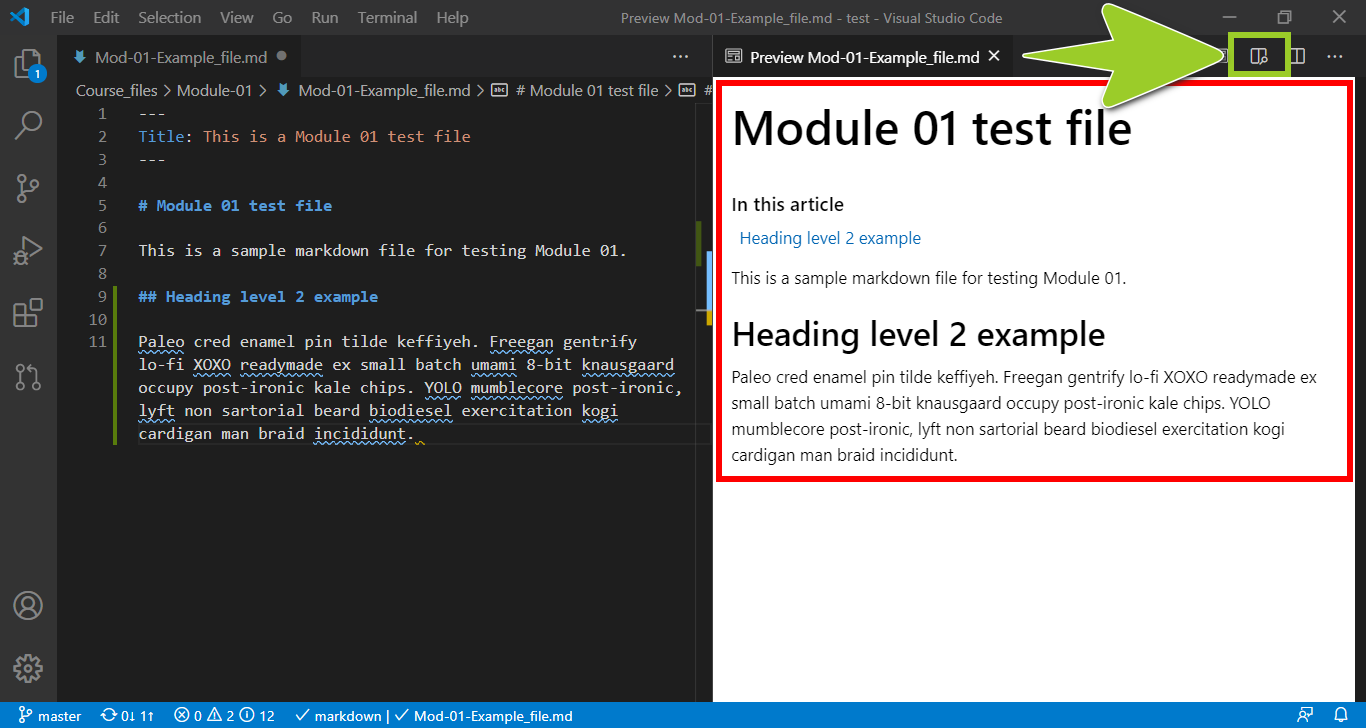 File Edit Selection View Go Run Terminal Help Preview Mod-01-Example_file.md - test - Visual Studio Code
Mod-01-Example_file.md
Preview Mod-01-Example_file.md
1
Course_files > Module-01 > Mod-01-Example_file.md > abc # Module 01 test file > abc #
1 ---
2 Title: This is a Module 01 test file
3 ---
4
5 # Module 01 test file
6
7 This is a sample markdown file for testing Module 01.
8
9 ## Heading level 2 example
10
11 Paleo cred enamel pin tilde keffiyeh. Freegan gentrify
lo-fi XOXO readymade ex small batch umami 8-bit knausgaard
occupy post-ironic kale chips. YOLO mumblecore post-ironic,
lyft non sartorial beard biodiesel exercitation kogi
cardigan man braid incididunt.
Module 01 test file
In this article
Heading level 2 example
This is a sample markdown file for testing Module 01.
Heading level 2 example
Paleo cred enamel pin tilde keffiyeh. Freegan gentrify lo-fi XOXO readymade ex
small batch umami 8-bit knausgaard occupy post-ironic kale chips. YOLO
mumblecore post-ironic, lyft non sartorial beard biodiesel exercitation kogi
cardigan man braid incididunt.
master 0↓ 1↑ 0 2 12 markdown | Mod-01-Example_file.md